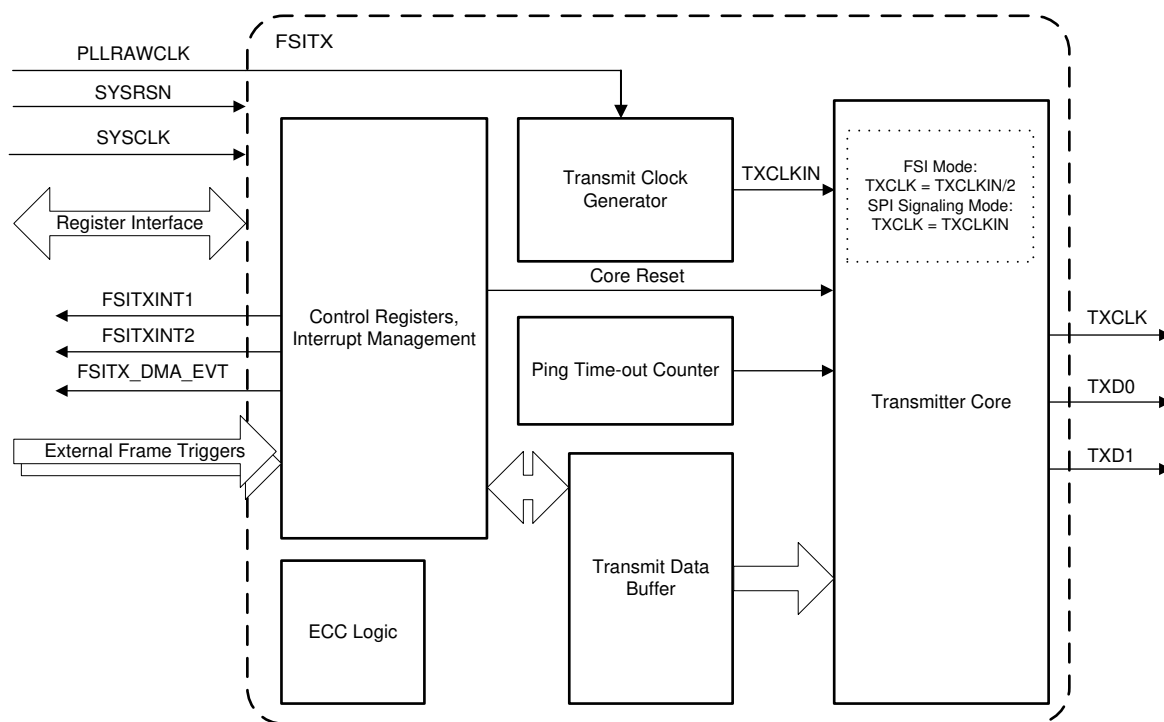 FSITX
PLLRAWCLK
SYSRSN
SYSCLK
Register Interface
FSITXINT1
FSITXINT2
FSITX_DMA_EVT
External Frame Triggers
Control Registers,
Interrupt Management
ECC Logic
Transmit Clock
Generator
TXCLKIN
Core Reset
Ping Time-out Counter
Transmit Data
Buffer
FSI Mode:
TXCLK = TXCLKIN/2
SPI Signaling Mode:
TXCLK = TXCLKIN
Transmitter Core
TXCLK
TXD0
TXD1